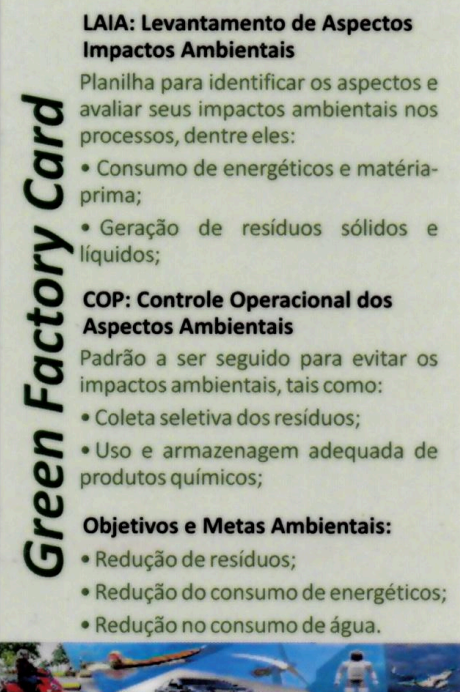 LAIA: Levantamento de Aspectos
Impactos Ambientais
Planilha para identificar os aspectos e
avaliar seus impactos ambientais nos
processos, dentre eles:
• Consumo de energéticos e matéria-
prima;
• Geração de resíduos sólidos e
líquidos;
COP: Controle Operacional dos
Aspectos Ambientais
Padrão a ser seguido para evitar os
impactos ambientais, tais como:
• Coleta seletiva dos resíduos;
• Uso e armazenagem adequada de
produtos químicos;
Objetivos e Metas Ambientais:
• Redução de resíduos;
• Redução do consumo de energéticos;
• Redução no consumo de água.
Green Factory Card